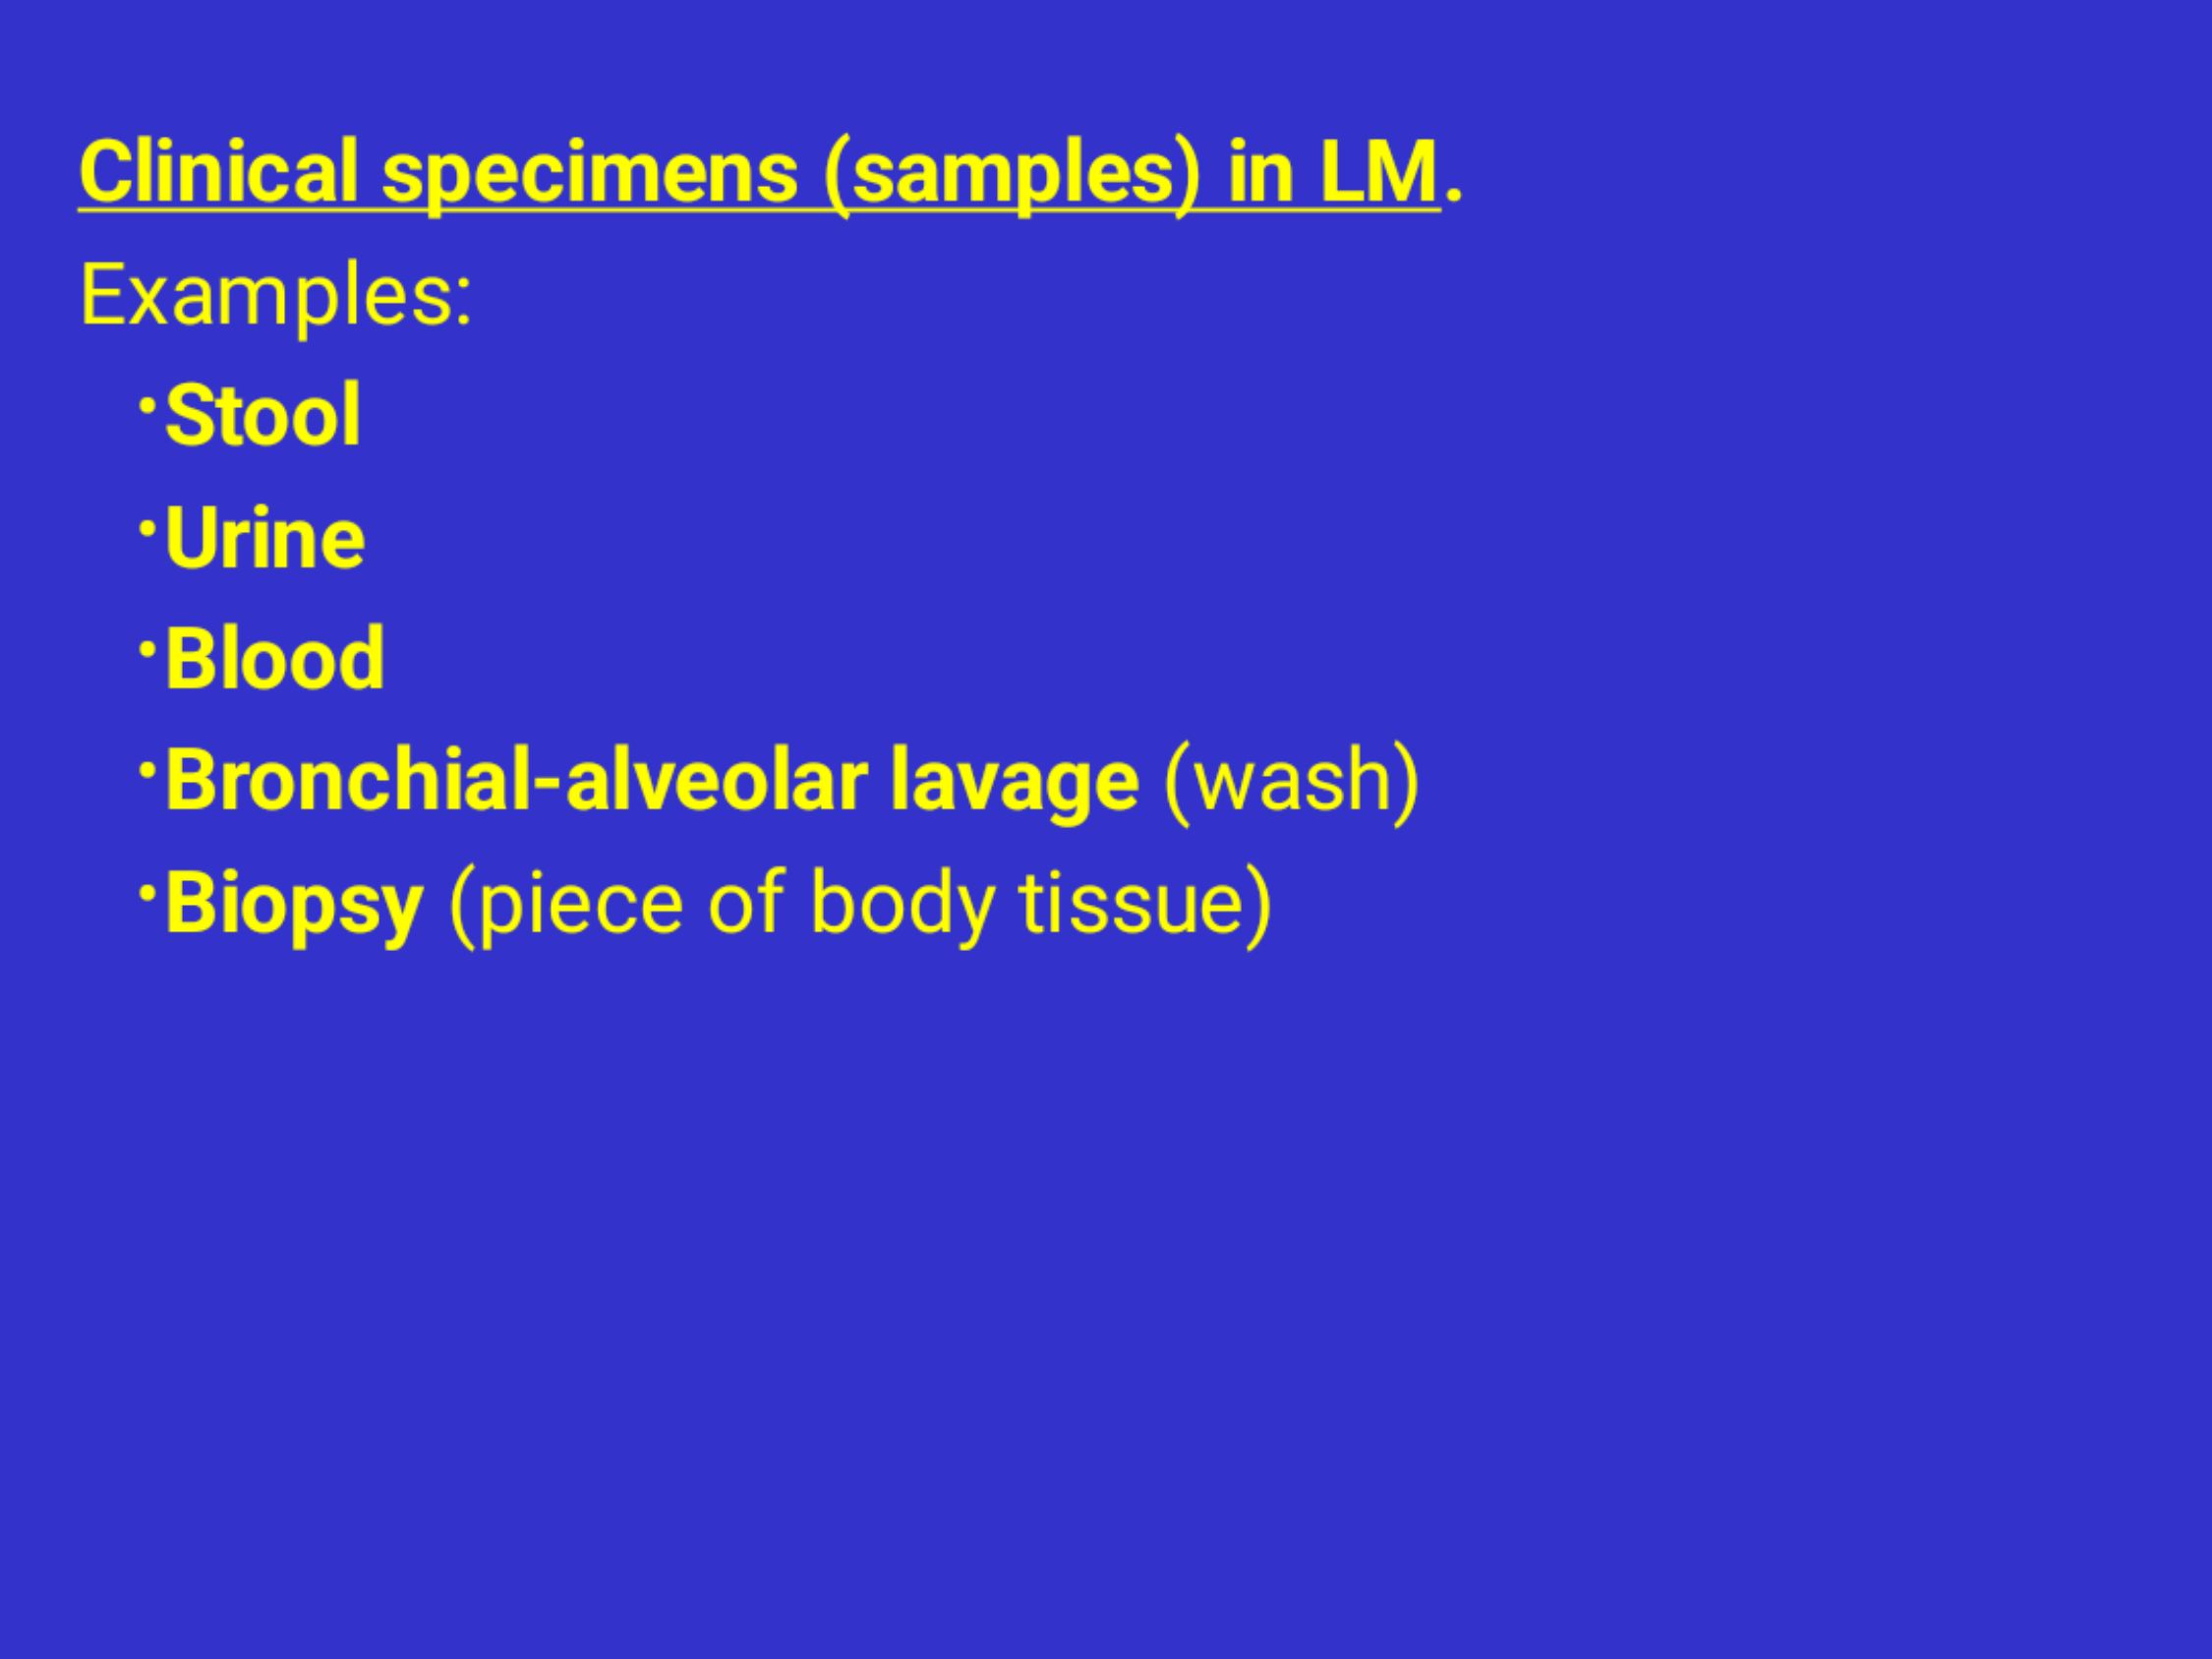 Clinical specimens (samples) in LM.
Examples:
•Stool
•Urine
•Blood
•Bronchial-alveolar lavage (wash)
•Biopsy (piece of body tissue)